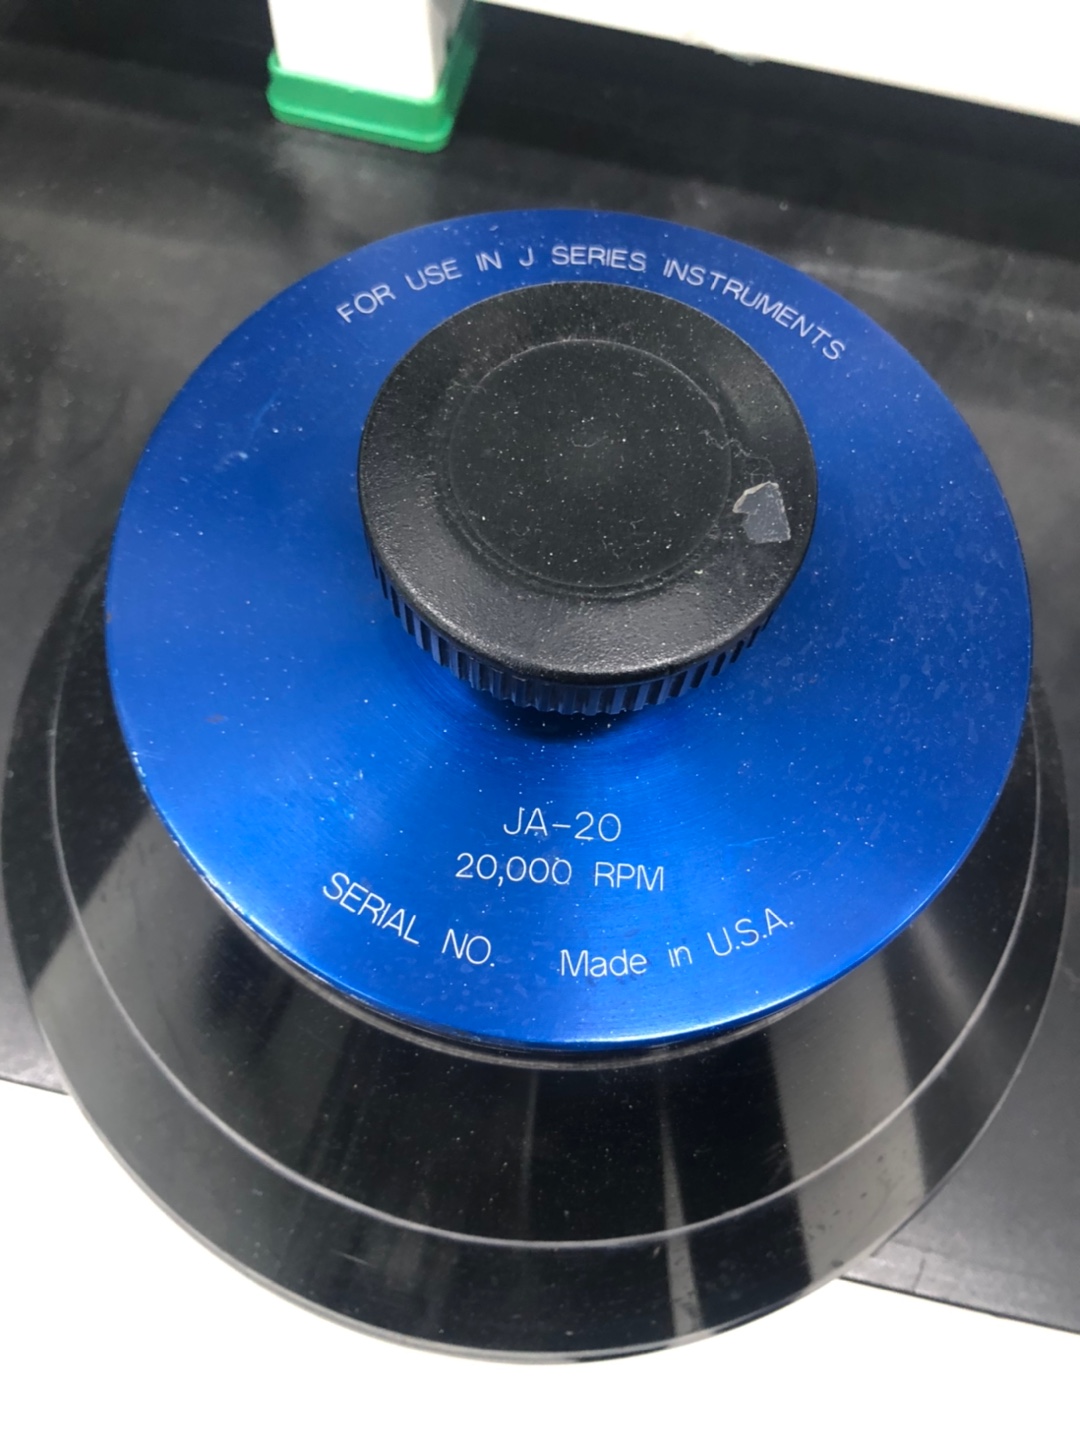 FOR USE IN J SERIES INSTRUMENTS
JA-20
20,000 RPM
SERIAL NO. Made in U.S.A.